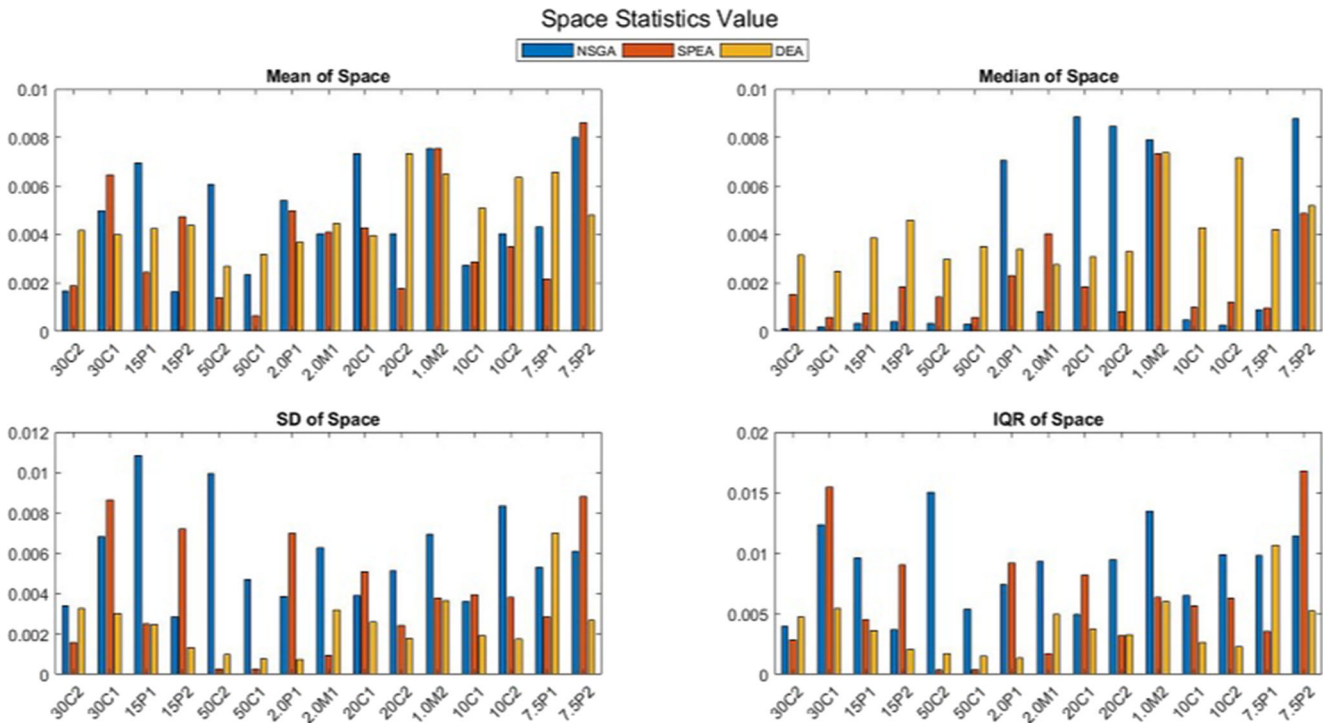 Space Statistics Value
NSGA SPEA DEA
Mean of Space
0.01
0.008
0.006
0.004
0.002
0
30C2 30C1 15P1 15P2 50C2 50C1 2.0P1 2.0M1 20C1 20C2 1.0M2 10C1 10C2 7.5P1 7.5P2
Median of Space
0.01
0.008
0.006
0.004
0.002
0
30C2 30C1 15P1 15P2 50C2 50C1 2.0P1 2.0M1 20C1 20C2 1.0M2 10C1 10C2 7.5P1 7.5P2
SD of Space
0.012
0.01
0.008
0.006
0.004
0.002
0
30C2 30C1 15P1 15P2 50C2 50C1 2.0P1 2.0M1 20C1 20C2 1.0M2 10C1 10C2 7.5P1 7.5P2
IQR of Space
0.02
0.015
0.01
0.005
0
30C2 30C1 15P1 15P2 50C2 50C1 2.0P1 2.0M1 20C1 20C2 1.0M2 10C1 10C2 7.5P1 7.5P2